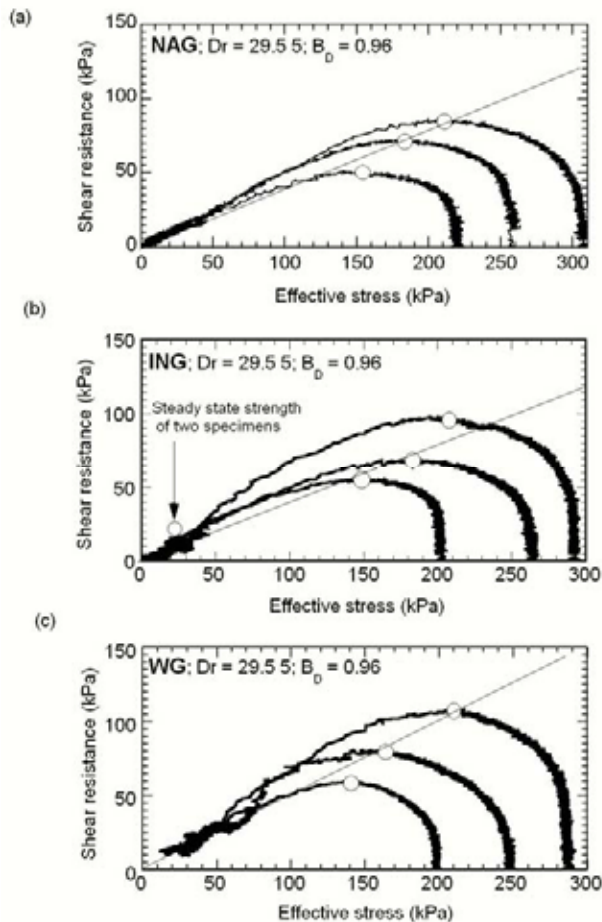 (a)
NAG; Dr = 29.5 5; B_D = 0.96
150
100
50
0
Shear resistance (kPa)
0 50 100 150 200 250 300
Effective stress (kPa)
(b)
ING; Dr = 29.5 5; B_D = 0.96
Steady state strength
of two specimens
150
100
50
0
Shear resistance (kPa)
0 50 100 150 200 250 300
Effective stress (kPa)
(c)
WG; Dr = 29.5 5; B_D = 0.96
150
100
50
0
Shear resistance (kPa)
0 50 100 150 200 250 300
Effective stress (kPa)